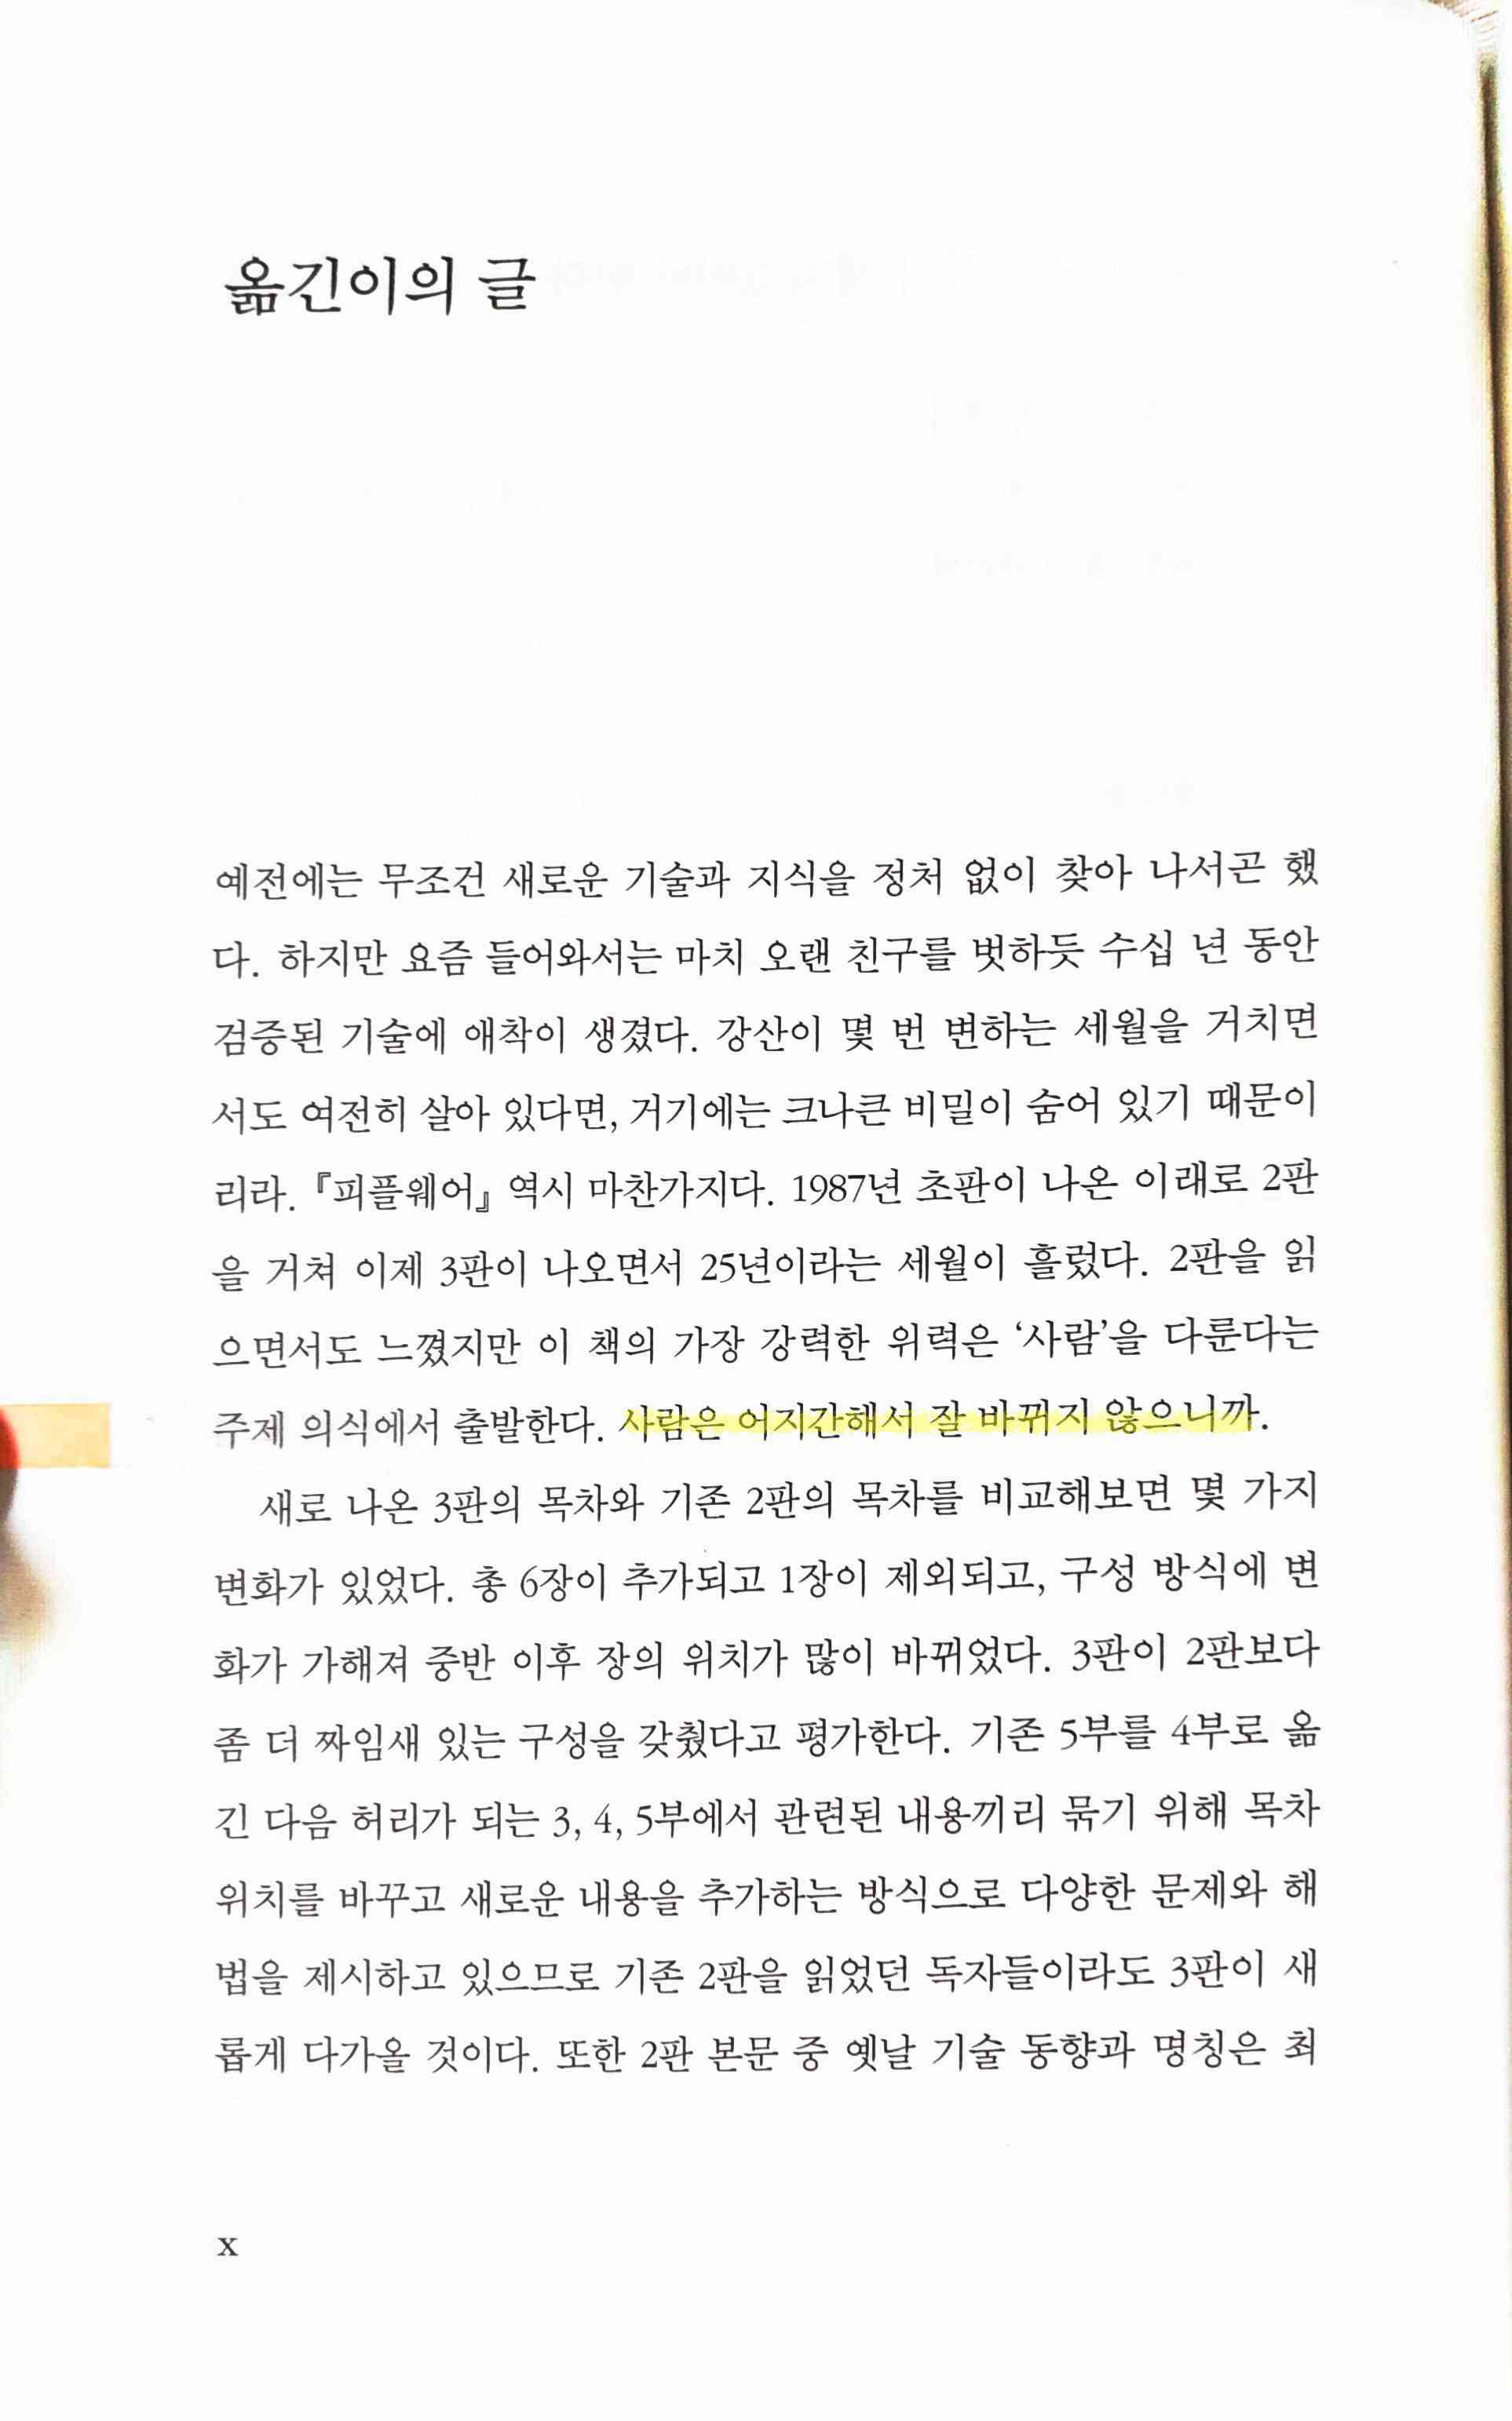 옮긴이의 글
예전에는 무조건 새로운 기술과 지식을 정처 없이 찾아 나서곤 했
다. 하지만 요즘 들어와서는 마치 오랜 친구를 벗하듯 수십 년 동안
검증된 기술에 애착이 생겼다. 강산이 몇 번 변하는 세월을 거치면
서도 여전히 살아 있다면, 거기에는 크나큰 비밀이 숨어 있기 때문이
리라. 『피플웨어』 역시 마찬가지다. 1987년 초판이 나온 이래로 2판
을 거쳐 이제 3판이 나오면서 25년이라는 세월이 흘렀다. 2판을 읽
으면서도 느꼈지만 이 책의 가장 강력한 위력은 ‘사람’을 다룬다는
주제 의식에서 출발한다. 사람은 어지간해서 잘 바뀌지 않으니까.
새로 나온 3판의 목차와 기존 2판의 목차를 비교해보면 몇 가지
변화가 있었다. 총 6장이 추가되고 1장이 제외되고, 구성 방식에 변
화가 가해져 중반 이후 장의 위치가 많이 바뀌었다. 3판이 2판보다
좀 더 짜임새 있는 구성을 갖췄다고 평가한다. 기존 5부를 4부로 옮
긴 다음 허리가 되는 3, 4, 5부에서 관련된 내용끼리 묶기 위해 목차
위치를 바꾸고 새로운 내용을 추가하는 방식으로 다양한 문제와 해
법을 제시하고 있으므로 기존 2판을 읽었던 독자들이라도 3판이 새
롭게 다가올 것이다. 또한 2판 본문 중 옛날 기술 동향과 명칭은 최
x